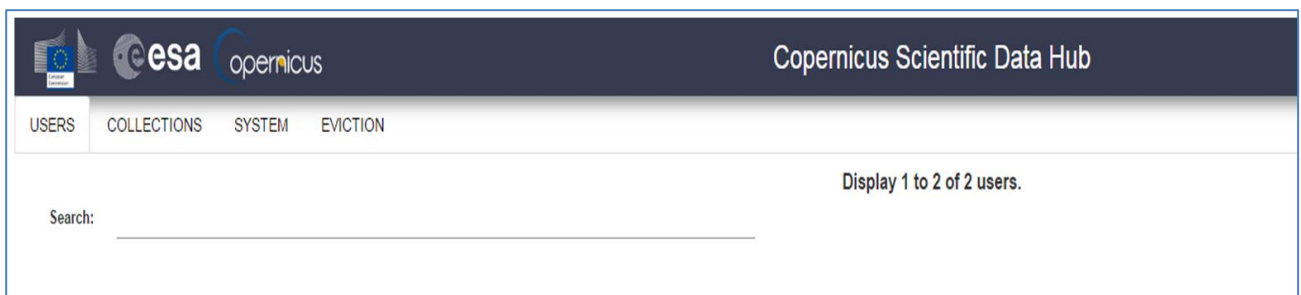 esa opernicus Copernicus Scientific Data Hub
USERS COLLECTIONS SYSTEM EVICTION
Display 1 to 2 of 2 users.
Search: